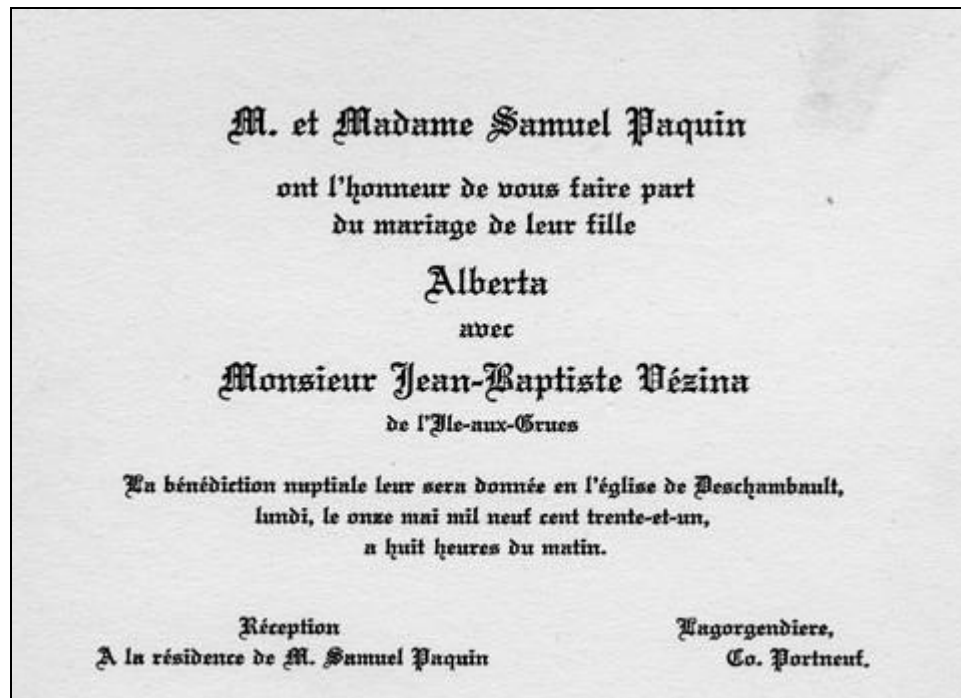 M. et Madame Samuel Paquin
ont l'honneur de vous faire part
du mariage de leur fille
Alberta
avec
Monsieur Jean-Baptiste Vézina
de l'Ile-aux-Grues
La bénédiction nuptiale leur sera donnée en l'église de Deschambault,
lundi, le onze mai mil neuf cent trente-et-un,
a huit heures du matin.
Réception
A la résidence de M. Samuel Paquin
Lagorgendiere,
Co. Portneuf.